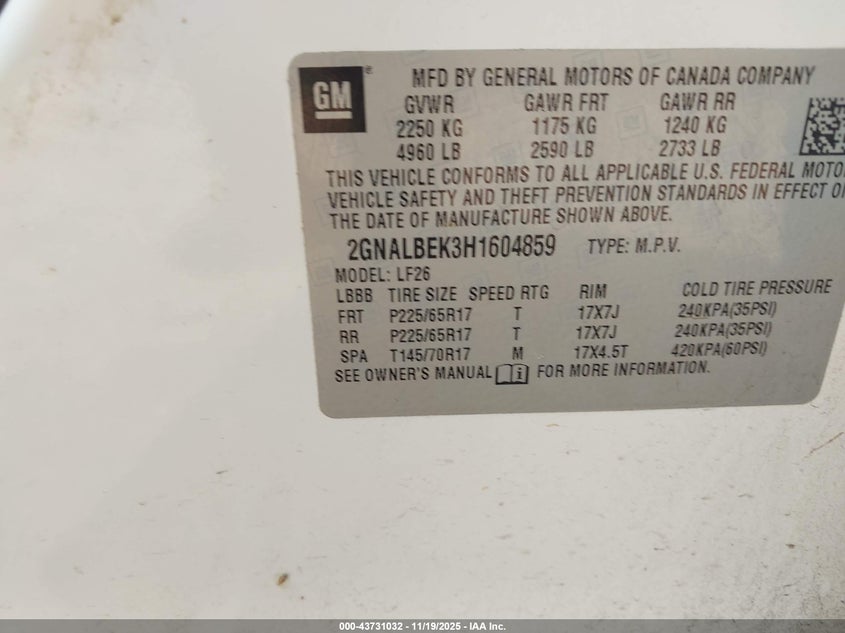 GM ®
MFD BY GENERAL MOTORS OF CANADA COMPANY
GVWR GAWR FRT GAWR RR
2250 KG 1175 KG 1240 KG
4960 LB 2590 LB 2733 LB
THIS VEHICLE CONFORMS TO ALL APPLICABLE U.S. FEDERAL MOTO
VEHICLE SAFETY AND THEFT PREVENTION STANDARDS IN EFFECT O
THE DATE OF MANUFACTURE SHOWN ABOVE.
2GNALBEK3H1604859 TYPE: M.P.V.
MODEL: LF26
LBBB TIRE SIZE SPEED RTG RIM COLD TIRE PRESSURE
FRT P225/65R17 T 17X7J 240KPA(35PSI)
RR P225/65R17 T 17X7J 240KPA(35PSI)
SPA T145/70R17 M 17X4.5T 420KPA(60PSI)
SEE OWNER'S MANUAL FOR MORE INFORMATION.
000-43731032 - 11/19/2025 - IAA Inc.